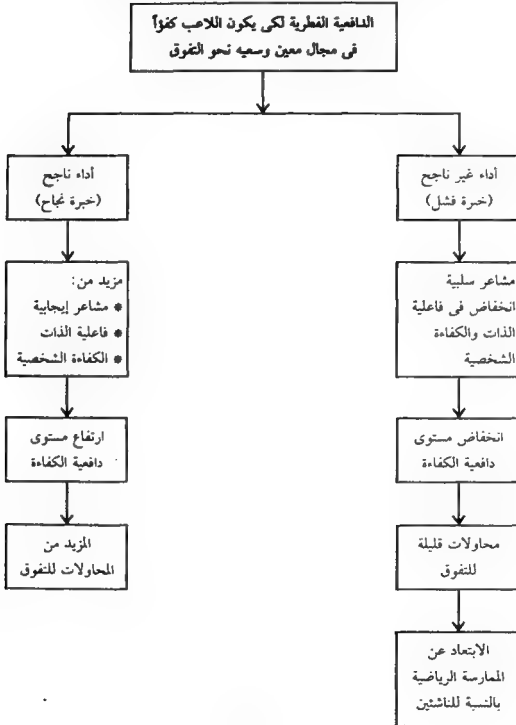 الدافعية الفطرية لكى يكون اللاعب كفؤاً
فى مجال معين وسعيه نحو التفوق
أداء غير ناجح
(خبرة فشل)
مشاعر سلبية
انخفاض فى فاعلية
الذات والكفاءة
الشخصية
انخفاض مستوى
دافعية الكفاءة
محاولات قليلة
للتفوق
الابتعاد عن
الممارسة الرياضية
بالنسبة للناشئين
أداء ناجح
(خبرة نجاح)
مزيد من:
* مشاعر إيجابية
* فاعلية الذات
* الكفاءة الشخصية
ارتفاع مستوى
دافعية الكفاءة
المزيد من
المحاولات للتفوق